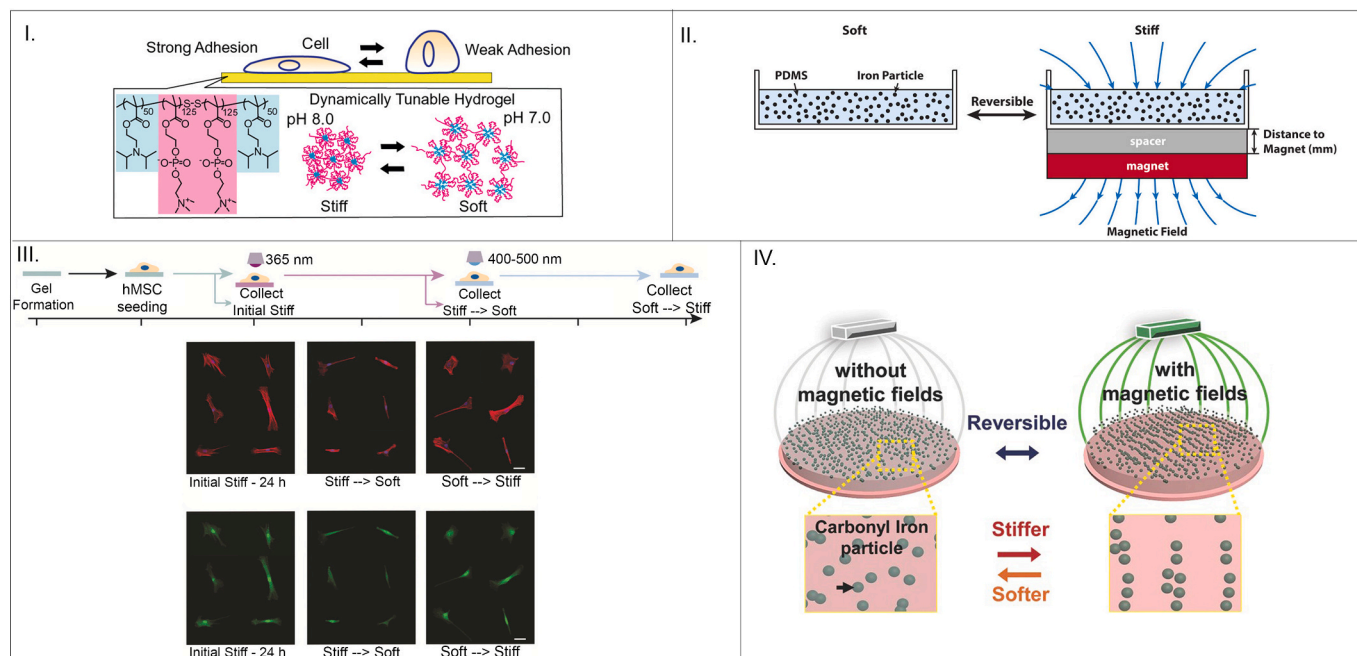 I.
Strong Adhesion
Cell
Weak Adhesion
50
125
S-S
125
50
Dynamically Tunable Hydrogel
pH 8.0
pH 7.0
Stiff
Soft
II.
Soft
Stiff
PDMS
Iron Particle
Reversible
spacer
magnet
Distance to
Magnet (mm)
Magnetic Field
III.
365 nm
400-500 nm
Gel
Formation
hMSC
seeding
Collect
Initial Stiff
Collect
Stiff --> Soft
Collect
Soft --> Stiff
Initial Stiff - 24 h
Stiff --> Soft
Soft --> Stiff
Initial Stiff - 24 h
Stiff --> Soft
Soft --> Stiff
IV.
without
magnetic fields
with
magnetic fields
Reversible
Carbonyl Iron
particle
Stiffer
Softer